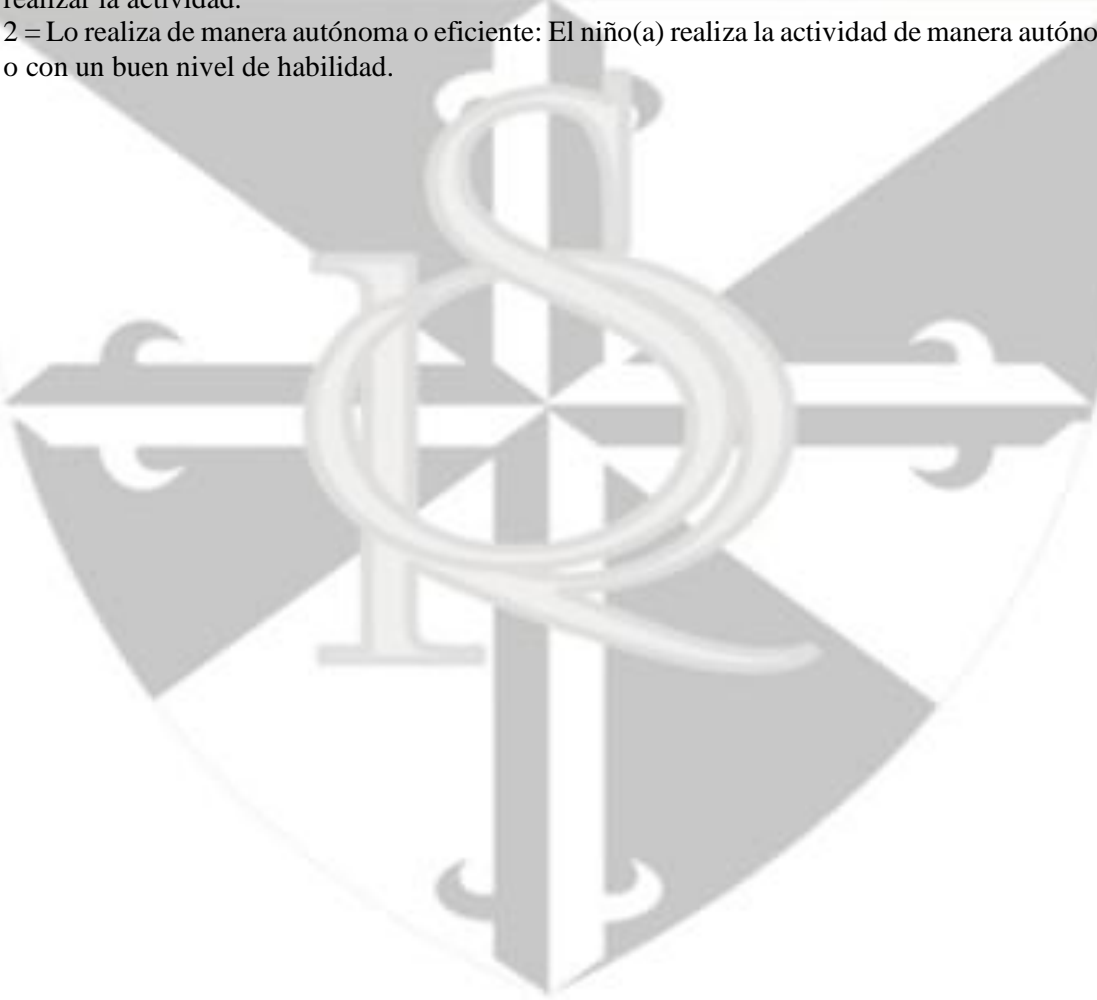 realizar la actividad.
2 = Lo realiza de manera autónoma o eficiente: El niño(a) realiza la actividad de manera
o con un buen nivel de habilidad.